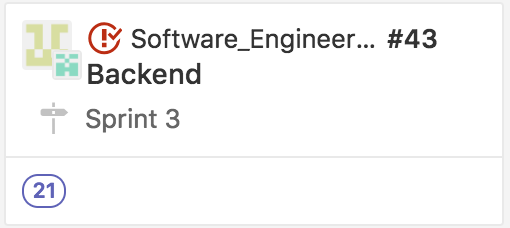 Software_Engineer... #43
Backend
Sprint 3
21